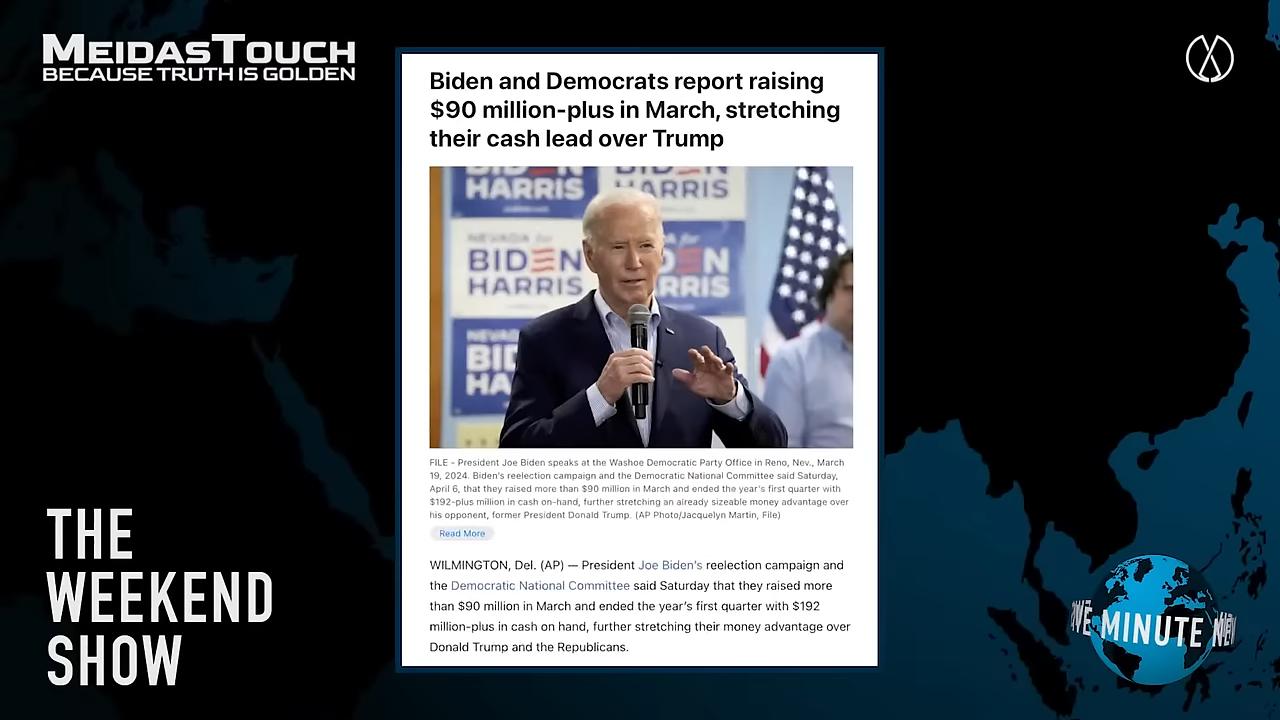 MEIDASTOUCH
BECAUSE TRUTH IS GOLDEN
Biden and Democrats report raising
$90 million-plus in March, stretching
their cash lead over Trump
BIDEN
HARRIS
BIDEN
HARRIS
NEVADA for
BIDEN
HARRIS
for
HARRIS
NEVADA
BID
HA
FILE - President Joe Biden speaks at the Washoe Democratic Party Office in Reno, Nev., March
19, 2024. Biden's reelection campaign and the Democratic National Committee said Saturday,
April 6, that they raised more than $90 million in March and ended the year's first quarter with
$192-plus million in cash on-hand, further stretching an already sizeable money advantage over
his opponent, former President Donald Trump. (AP Photo/Jacquelyn Martin, File)
Read More
WILMINGTON, Del. (AP) — President Joe Biden's reelection campaign and
the Democratic National Committee said Saturday that they raised more
than $90 million in March and ended the year's first quarter with $192
million-plus in cash on hand, further stretching their money advantage over
Donald Trump and the Republicans.
THE
WEEKEND
SHOW
MINUTE